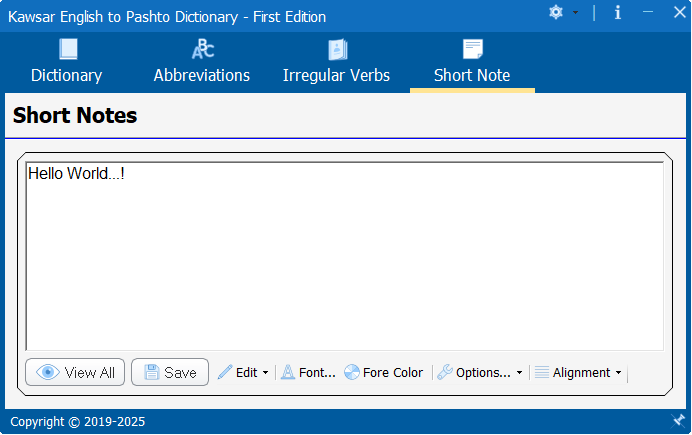 Kawsar English to Pashto Dictionary - First Edition
Dictionary
Abbreviations
Irregular Verbs
Short Note
Short Notes
Hello World...!
View All
Save
Edit
Font...
Fore Color
Options...
Alignment
Copyright © 2019-2025